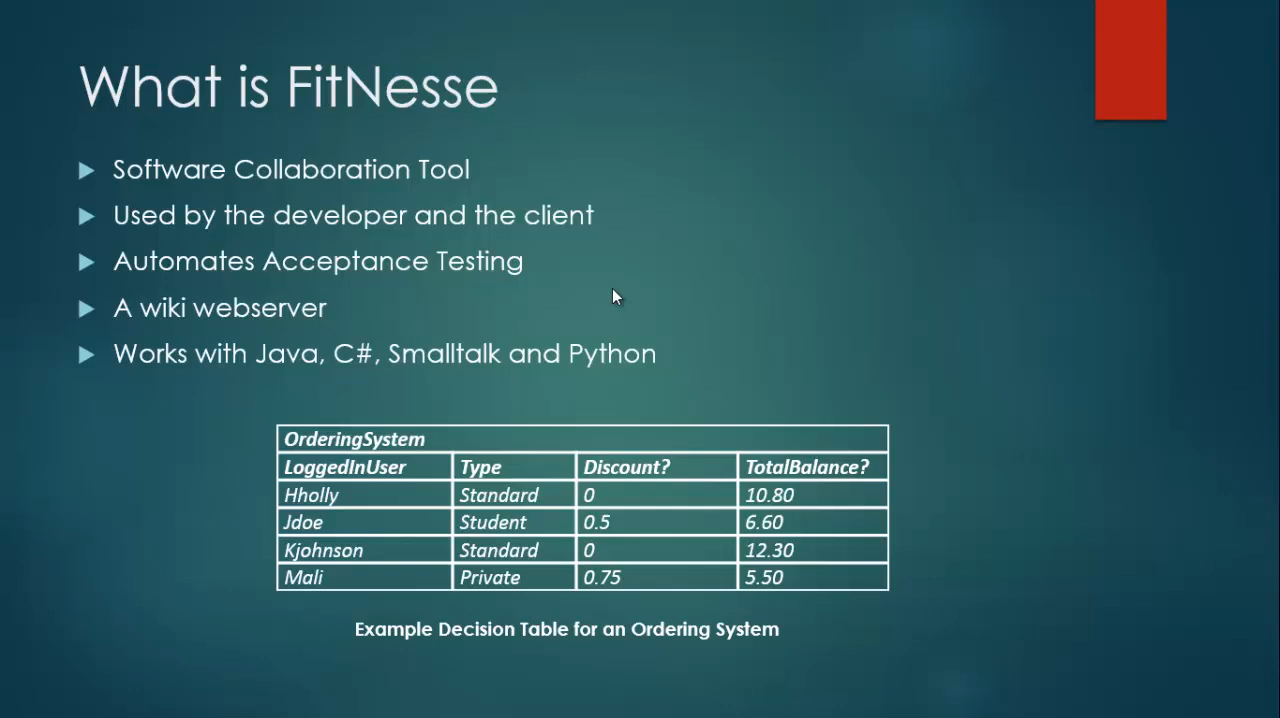 What is FitNesse
Software Collaboration Tool
Used by the developer and the client
Automates Acceptance Testing
A wiki webserver
Works with Java, C#, Smalltalk and Python
OrderingSystem
LoggedInUser Type Discount? TotalBalance?
Hholly Standard 0 10.80
Jdoe Student 0.5 6.60
Kjohnson Standard 0 12.30
Mali Private 0.75 5.50
Example Decision Table for an Ordering System